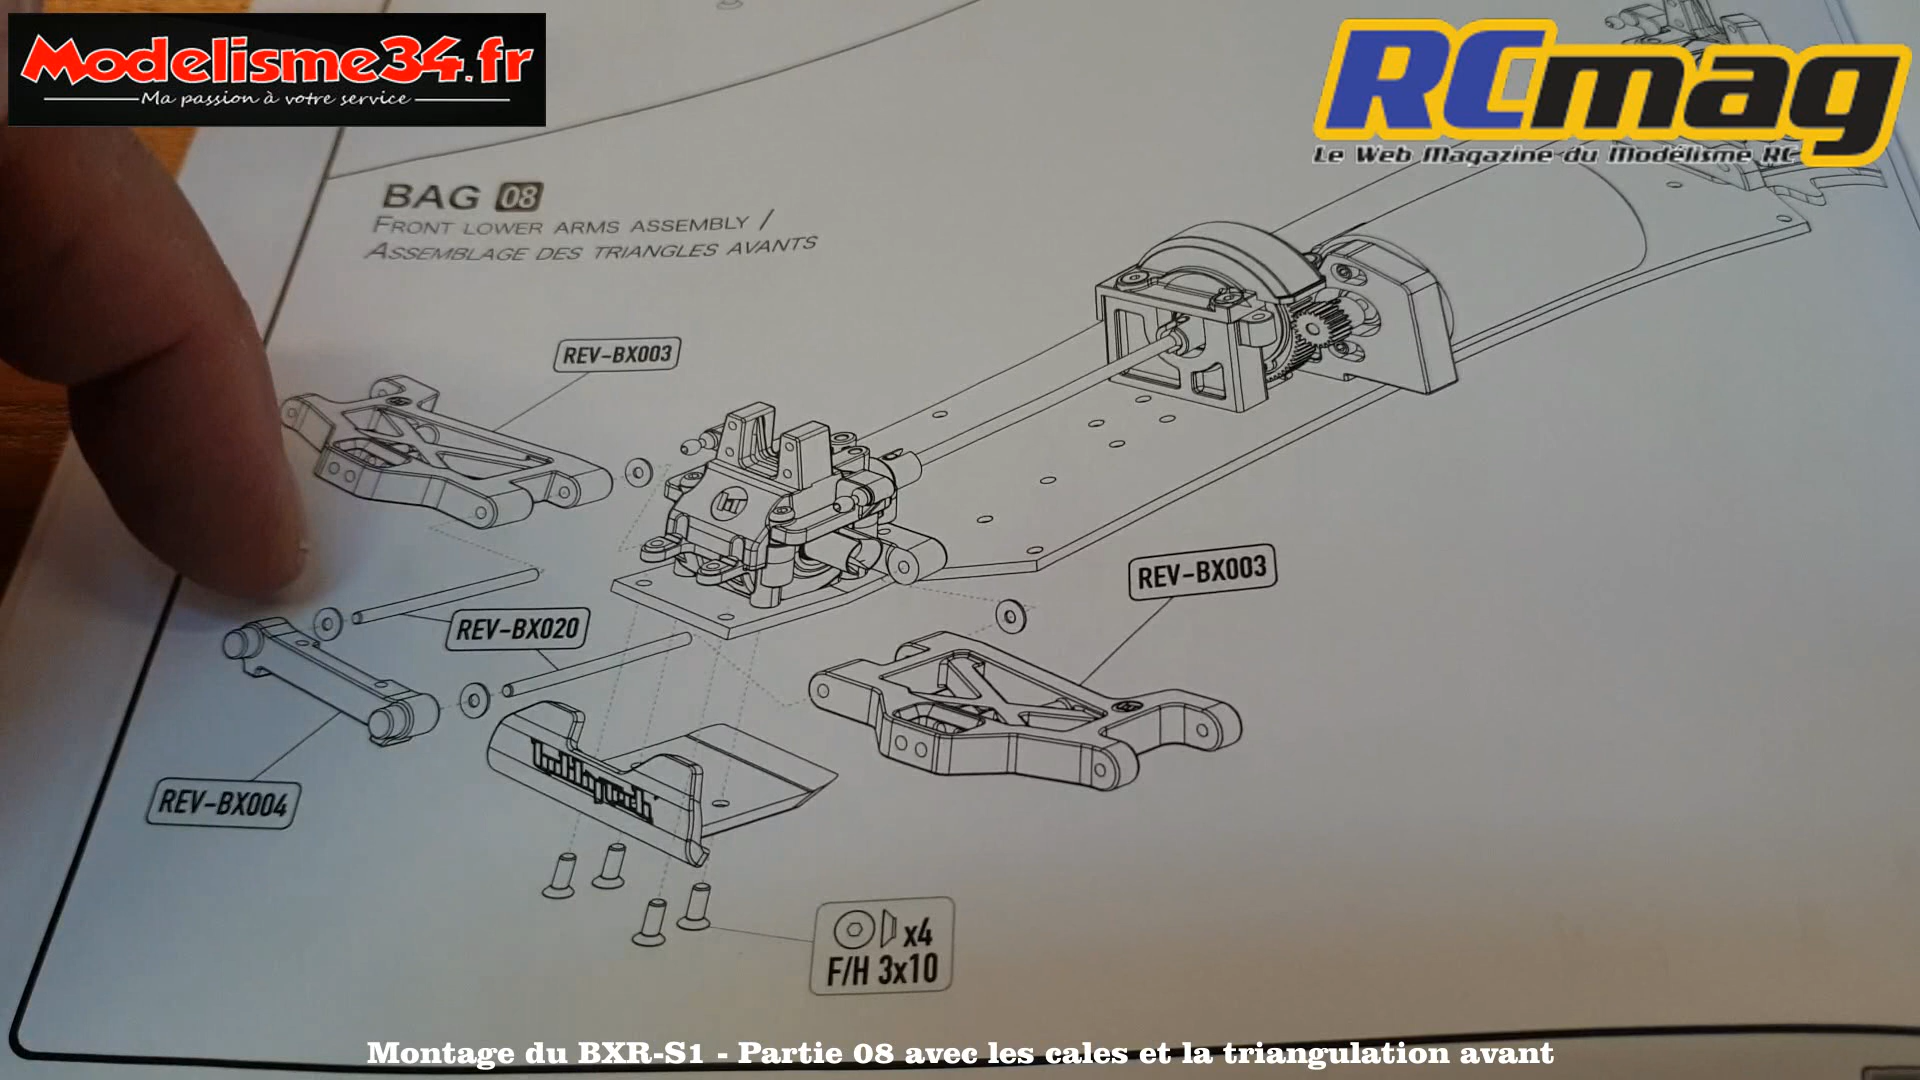 Modelisme34.fr
Ma passion à votre service
RCmag
Le Web Magazine du Modélisme RC
BAG 08
FRONT LOWER ARMS ASSEMBLY /
ASSEMBLAGE DES TRIANGLES AVANTS
REV-BX003
REV-BX003
REV-BX020
REV-BX004
hobbytech
x4
F/H 3x10
Montage du BXR-S1 - Partie 08 avec les cales et la triangulation avant